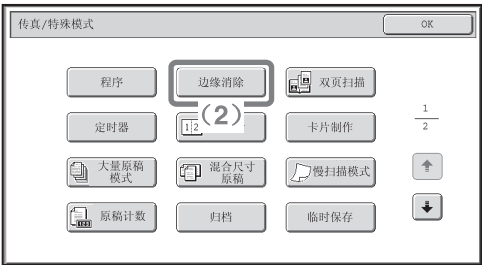 传真/特殊模式
OK
程序
边缘消除
双页扫描
定时器
1 2
(2)
卡片制作
1
2
大量原稿
模式
混合尺寸
原稿
慢扫描模式
原稿计数
归档
临时保存